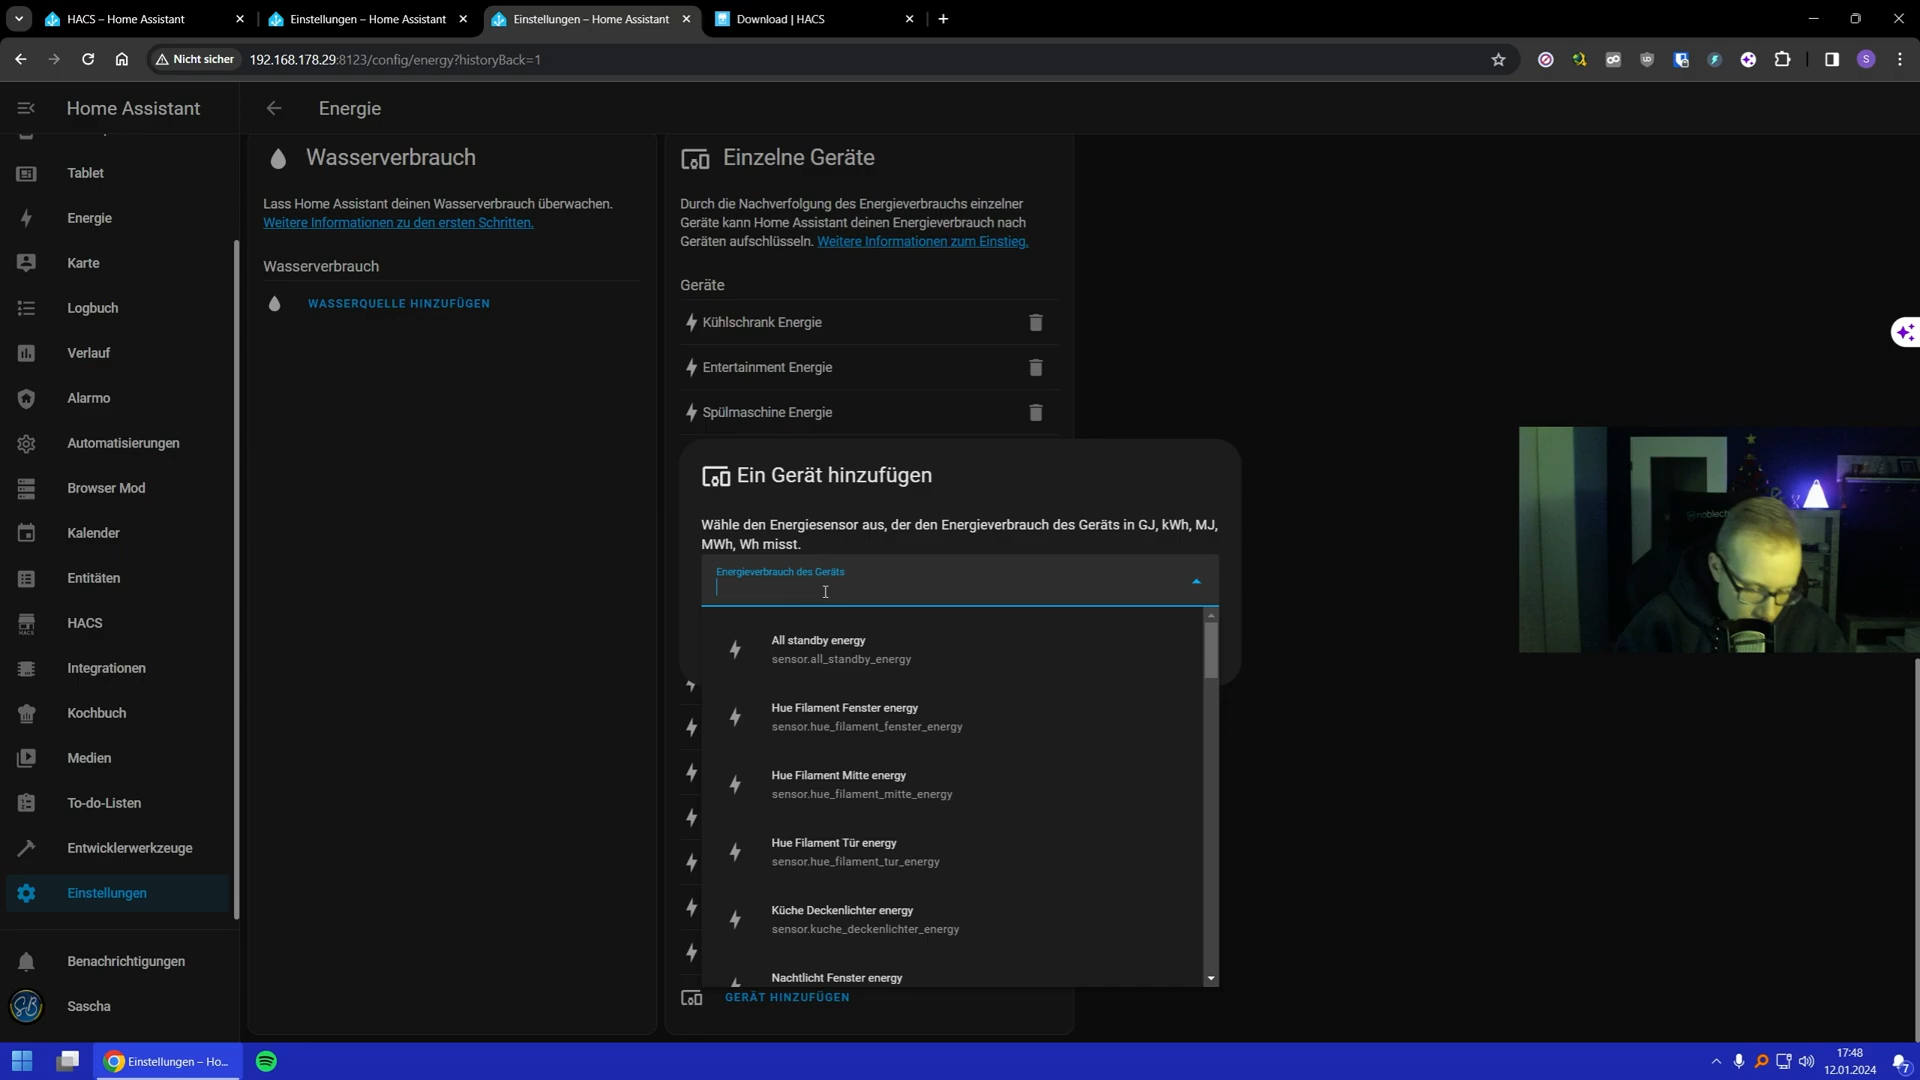 HACS – Home Assistant
Einstellungen – Home Assistant
Einstellungen – Home Assistant
Download | HACS
Nicht sicher
192.168.178.29:8123/config/energy?historyBack=1
S
Home Assistant
Energie
Tablet
Energie
Karte
Logbuch
Verlauf
Alarmo
Automatisierungen
Browser Mod
Kalender
Entitäten
HACS
Integrationen
Kochbuch
Medien
To-do-Listen
Entwicklerwerkzeuge
Einstellungen
Benachrichtigungen
SB
Sascha
Wasserverbrauch
Lass Home Assistant deinen Wasserverbrauch überwachen.
Weitere Informationen zu den ersten Schritten.
Wasserverbrauch
WASSERQUELLE HINZUFÜGEN
Einzelne Geräte
Durch die Nachverfolgung des Energieverbrauchs einzelner
Geräte kann Home Assistant deinen Energieverbrauch nach
Geräten aufschlüsseln. Weitere Informationen zum Einstieg.
Geräte
Kühlschrank Energie
Entertainment Energie
Spülmaschine Energie
Ein Gerät hinzufügen
Wähle den Energiesensor aus, der den Energieverbrauch des Geräts in GJ, kWh, MJ,
MWh, Wh misst.
Energieverbrauch des Geräts
All standby energy
sensor.all_standby_energy
Hue Filament Fenster energy
sensor.hue_filament_fenster_energy
Hue Filament Mitte energy
sensor.hue_filament_mitte_energy
Hue Filament Tür energy
sensor.hue_filament_tur_energy
Küche Deckenlichter energy
sensor.kuche_deckenlichter_energy
Nachtlicht Fenster energy
GERÄT HINZUFÜGEN
noblech
Einstellungen – Ho...
17:48
12.01.2024
7